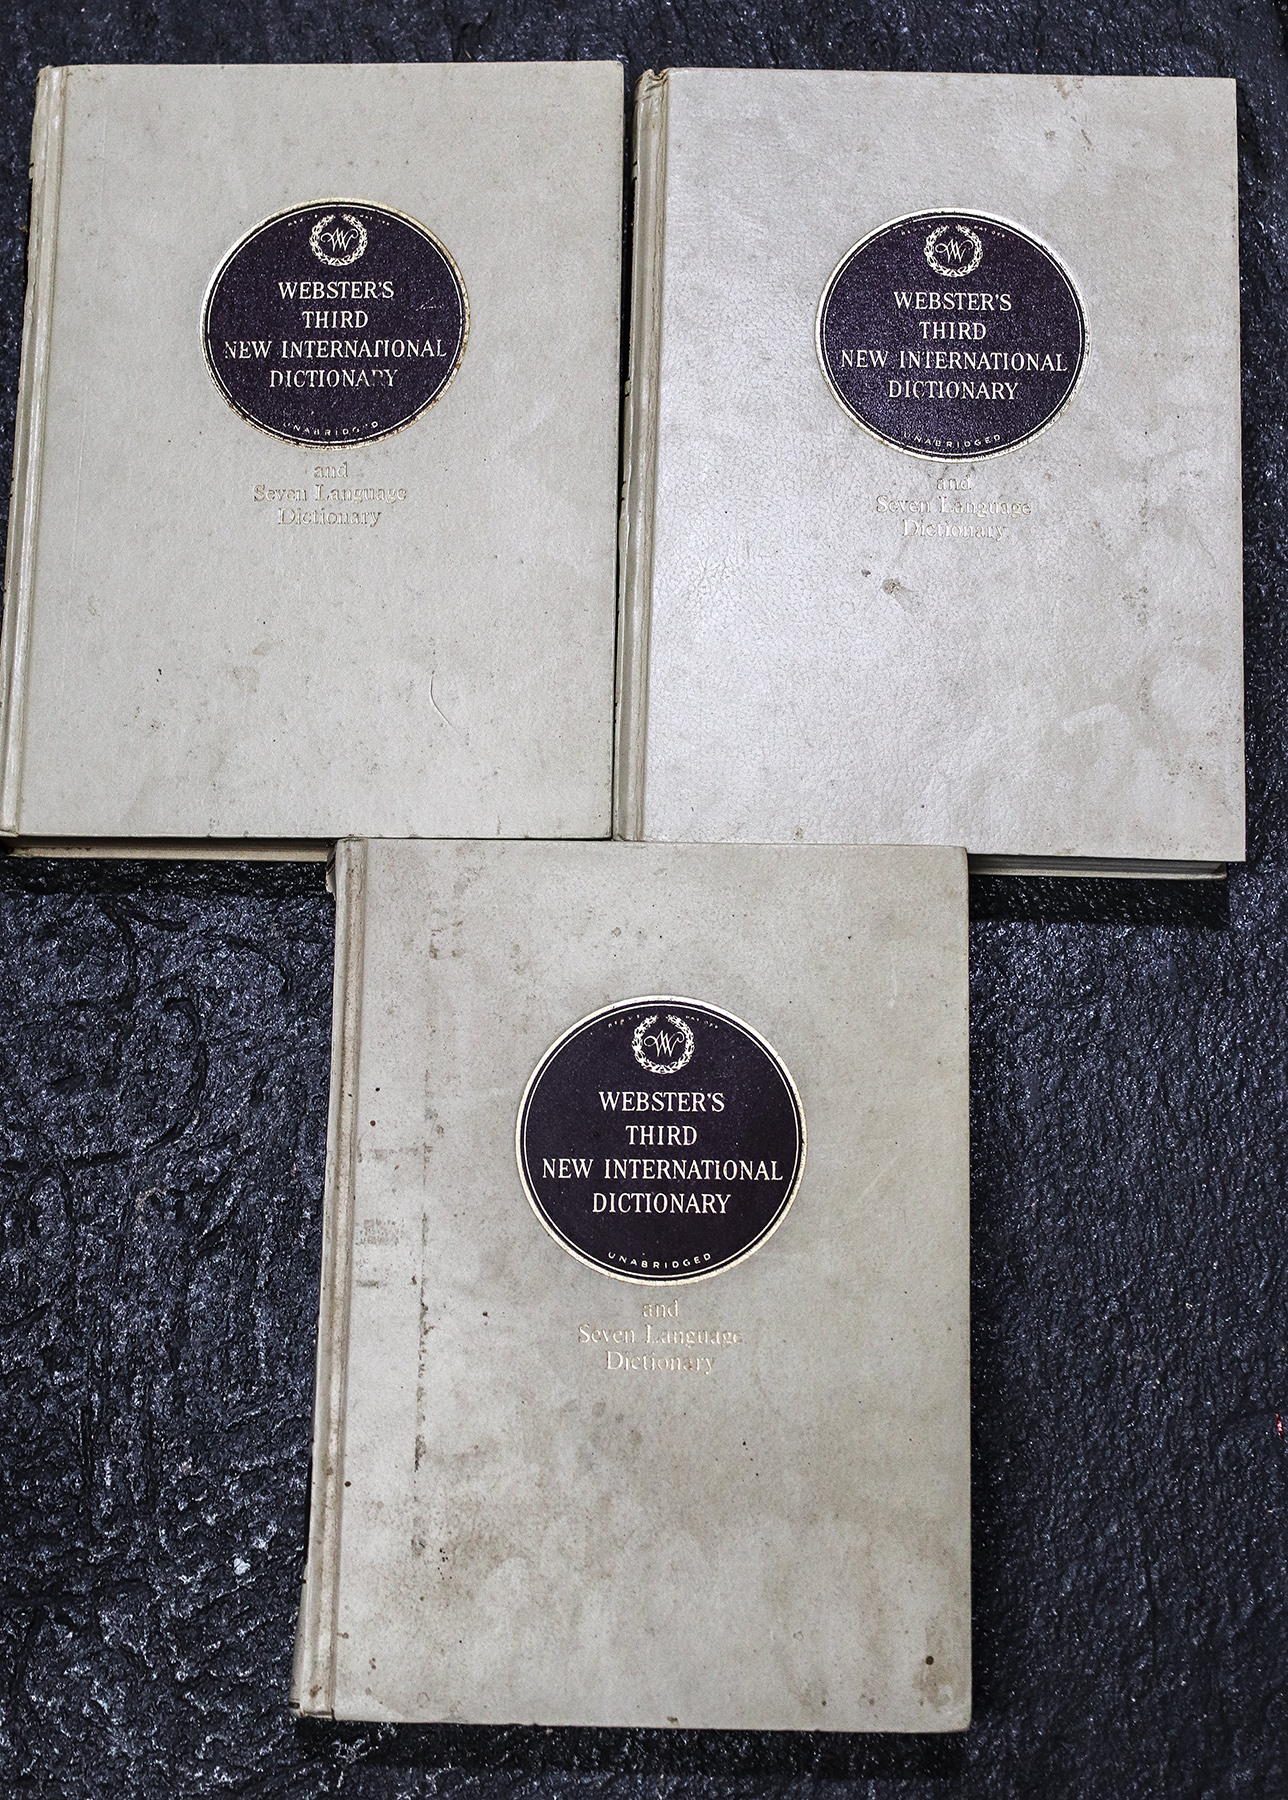 WEBSTER'S
THIRD
NEW INTERNATIONAL
DICTIONARY
UNABRIDGED
and
Seven Language
Dictionary
WEBSTER'S
THIRD
NEW INTERNATIONAL
DICTIONARY
UNABRIDGED
and
Seven Language
Dictionary
W
WEBSTER'S
THIRD
NEW INTERNATIONAL
DICTIONARY
UNABRIDGED
and
Seven Language
Dictionary